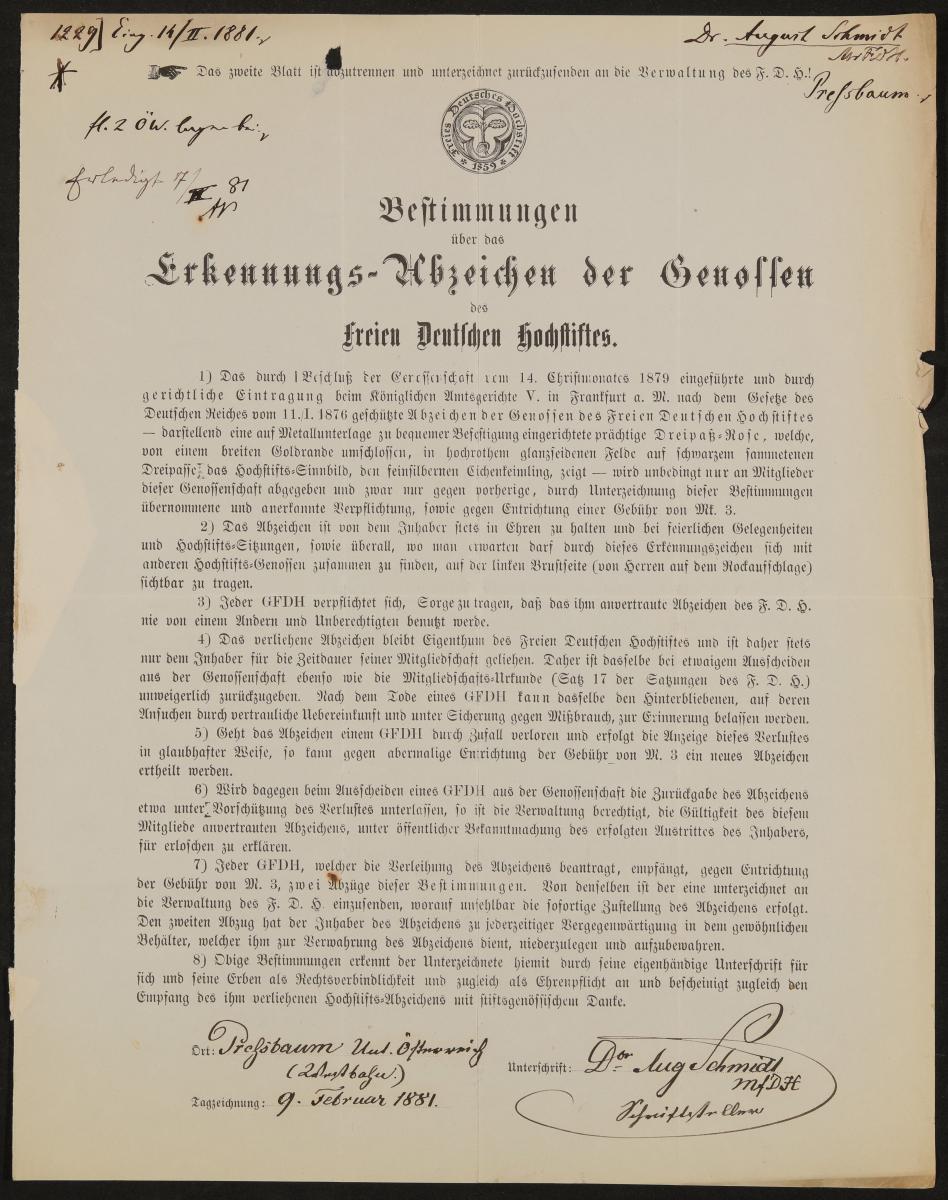 1229] Eing. 14/II. 1881.
Dr. August Schmidt
Pressbaum.
Das zweite Blatt ist abzutrennen und unterzeichnet zurückzusenden an die Verwaltung des F. D. H.!
fl. 2 ÖW.
Freies Deutsches Hochstift
* 1859 *
Erledigt 17/II 81
Bestimmungen
über das
Erkennungs-Abzeichen der Genossen
des
Freien Deutschen Hochstiftes.
1) Das durch Beschluß der Genossenschaft vom 14. Christmonates 1879 eingeführte und durch
gerichtliche Eintragung beim Königlichen Amtsgerichte V. in Frankfurt a. M. nach dem Gesetze des
Deutschen Reiches vom 11./I. 1876 geschützte Abzeichen der Genossen des Freien Deutschen Hochstiftes
— darstellend eine auf Metallunterlage zu bequemer Befestigung eingerichtete prächtige Dreipaß-Rose, welche,
von einem breiten Goldrande umschlossen, in hochrothem glanzseidenen Felde auf schwarzem sammetenen
Dreipasse das Hochstifts-Sinnbild, den feinsilbernen Eichenkeimling, zeigt — wird unbedingt nur an Mitglieder
dieser Genossenschaft abgegeben und zwar nur gegen vorherige, durch Unterzeichnung dieser Bestimmungen
übernommene und anerkannte Verpflichtung, sowie gegen Entrichtung einer Gebühr von Mk. 3.
2) Das Abzeichen ist von dem Inhaber stets in Ehren zu halten und bei feierlichen Gelegenheiten
und Hochstifts-Sitzungen, sowie überall, wo man erwarten darf durch dieses Erkennungszeichen sich mit
anderen Hochstifts-Genossen zusammen zu finden, auf der linken Brustseite (von Herren auf dem Rockaufschlage)
sichtbar zu tragen.
3) Jeder GFDH verpflichtet sich, Sorge zu tragen, daß das ihm anvertraute Abzeichen des F. D. H.
nie von einem Andern und Unberechtigten benutzt werde.
4) Das verliehene Abzeichen bleibt Eigenthum des Freien Deutschen Hochstiftes und ist daher stets
nur dem Inhaber für die Zeitdauer seiner Mitgliedschaft geliehen. Daher ist dasselbe bei etwaigem Ausscheiden
aus der Genossenschaft ebenso wie die Mitgliedschafts-Urkunde (Satz 17 der Satzungen des F. D. H.)
unweigerlich zurückzugeben. Nach dem Tode eines GFDH kann dasselbe den Hinterbliebenen, auf deren
Ansuchen durch vertrauliche Uebereinkunft und unter Sicherung gegen Mißbrauch, zur Erinnerung belassen werden.
5) Geht das Abzeichen einem GFDH durch Zufall verloren und erfolgt die Anzeige dieses Verlustes
in glaubhafter Weise, so kann gegen abermalige Entrichtung der Gebühr von M. 3 ein neues Abzeichen
ertheilt werden.
6) Wird dagegen beim Ausscheiden eines GFDH aus der Genossenschaft die Zurückgabe des Abzeichens
etwa unter Vorschützung des Verlustes unterlassen, so ist die Verwaltung berechtigt, die Gültigkeit des diesem
Mitgliede anvertrauten Abzeichens, unter öffentlicher Bekanntmachung des erfolgten Austrittes des Inhabers,
für erloschen zu erklären.
7) Jeder GFDH, welcher die Verleihung des Abzeichens beantragt, empfängt, gegen Entrichtung
der Gebühr von M. 3, zwei Abzüge dieser Bestimmungen. Von denselben ist der eine unterzeichnet an
die Verwaltung des F. D. H. einzusenden, worauf unfehlbar die sofortige Zustellung des Abzeichens erfolgt.
Den zweiten Abzug hat der Inhaber des Abzeichens zu jederzeitiger Vergegenwärtigung in dem gewöhnlichen
Behälter, welcher ihm zur Verwahrung des Abzeichens dient, niederzulegen und aufzubewahren.
8) Obige Bestimmungen erkennt der Unterzeichnete hiemit durch seine eigenhändige Unterschrift für
sich und seine Erben als Rechtsverbindlichkeit und zugleich als Ehrenpflicht an und bescheinigt zugleich den
Empfang des ihm verliehenen Hochstifts-Abzeichens mit stiftsgenössischem Danke.
Ort: Pressbaum Unt. Österreich
(Westbahn.)
Tagzeichnung: 9. Februar 1881.
Unterschrift: Dor Aug Schmidt
MfDH
Schriftsteller